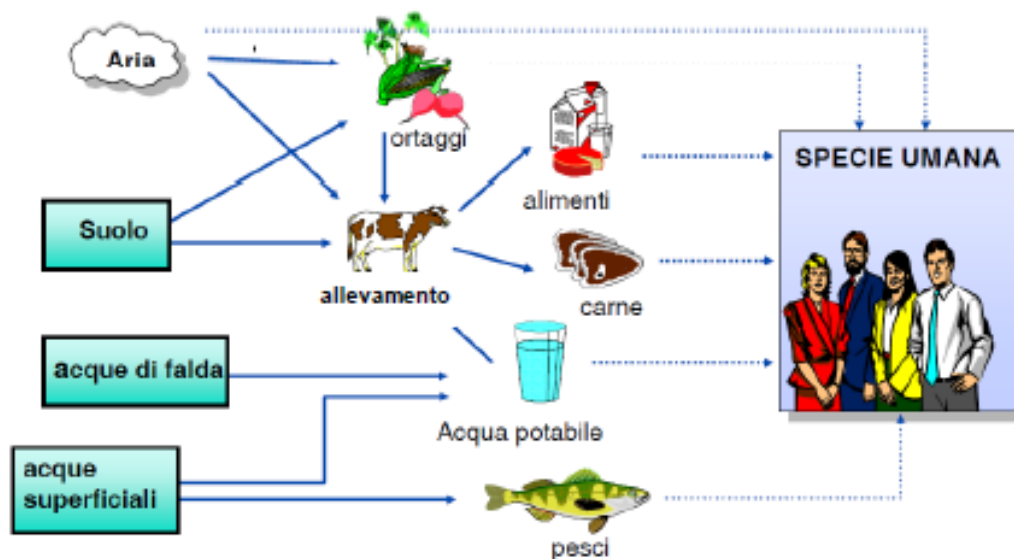 Aria
ortaggi
SPECIE UMANA
alimenti
Suolo
allevamento
carne
acque di falda
Acqua potabile
acque
superficiali
pesci